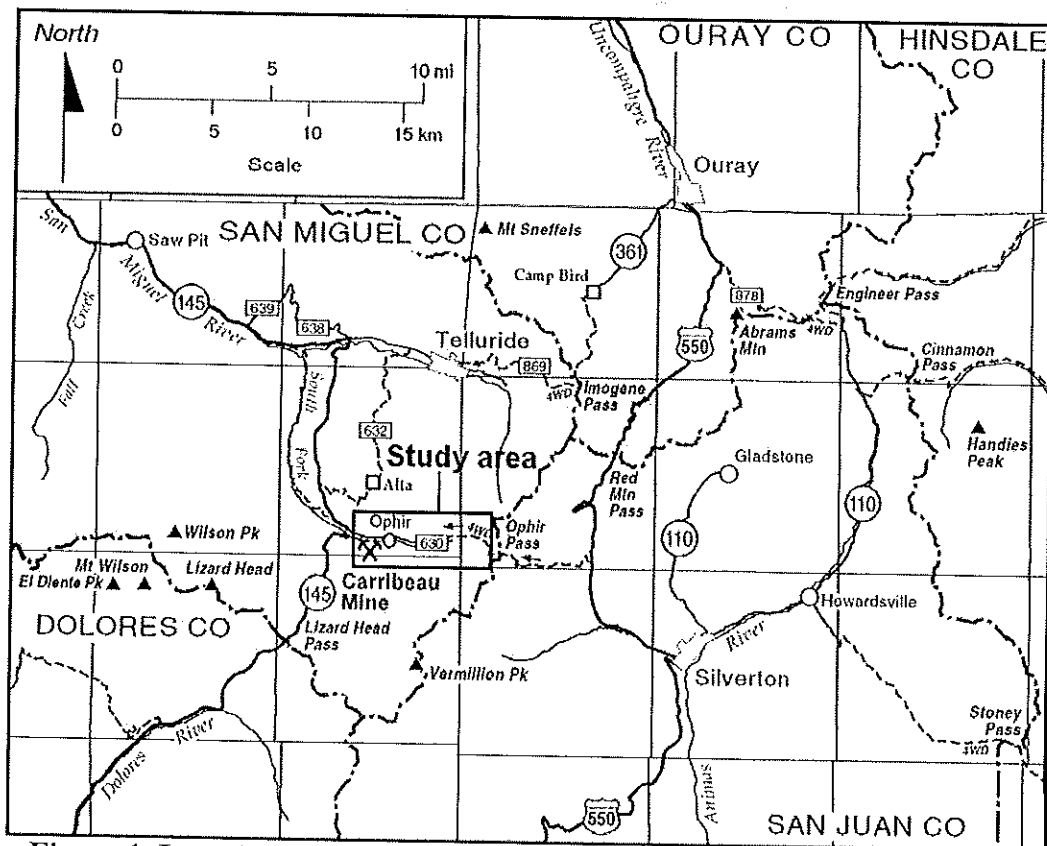 North
0 5 10 mi
0 5 10 15 km
Scale
OURAY CO
HINSDALE
CO
Uncompahgre River
Ouray
San
Miguel
River
Saw Pit
SAN MIGUEL CO
Mt Sneffels
361
Camp Bird
145
639
638
Telluride
869
4WD
Imogene
Pass
550
878
4WD
Abrams
Mtn
Engineer Pass
Cinnamon
Pass
Handies
Peak
Fall
Creek
South
Fork
632
Study area
Alta
Ophir
630
4WD
Ophir
Pass
Red
Mtn
Pass
Gladstone
110
110
Wilson Pk
Mt Wilson
El Diente Pk
Lizard Head
Carribeau
Mine
145
Lizard Head
Pass
DOLORES CO
Vermillion Pk
Howardsville
River
Silverton
Stoney
Pass
4WD
Dolores
River
550
Animas
SAN JUAN CO